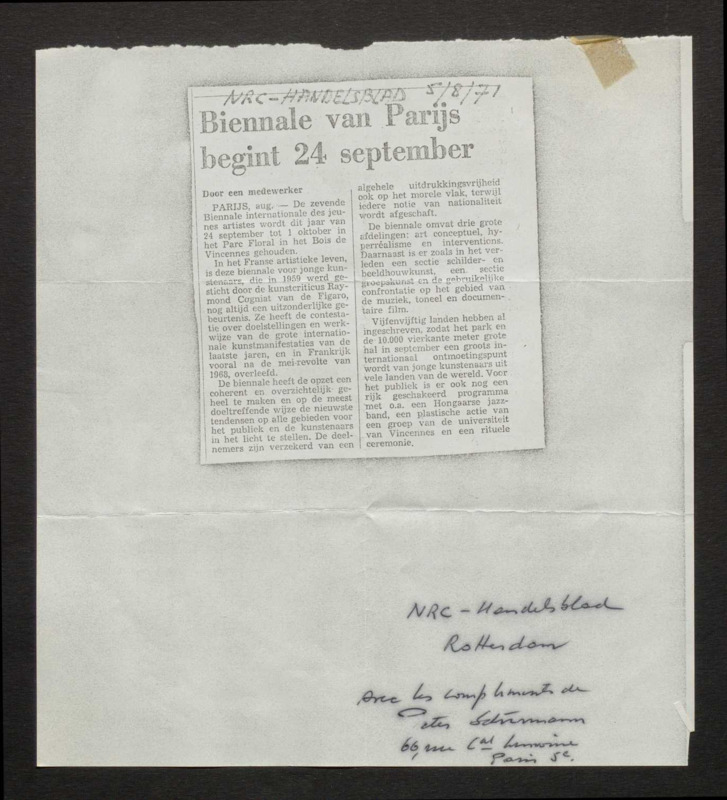 NRC-HANDELSBLAD 5/8/71
Biennale van Parijs
begint 24 september
Door een medewerker
PARIJS, aug. — De zevende
Biennale internationale des jeu-
nes artistes wordt dit jaar van
24 september tot 1 oktober in
het Parc Floral in het Bois de
Vincennes gehouden.
In het Franse artistieke leven,
is deze biennale voor jonge kun-
stenaars, die in 1959 werd ge-
sticht door de kunstcriticus Ray-
mond Cogniat van de Figaro,
nog altijd een uitzonderlijke ge-
beurtenis. Ze heeft de contesta-
tie over doelstellingen en werk-
wijze van de grote internatio-
nale kunstmanifestaties van de
laatste jaren, en in Frankrijk
vooral na de mei-revolte van
1968, overleefd.
De biennale heeft de opzet een
coherent en overzichtelijk ge-
heel te maken en op de meest
doeltreffende wijze de nieuwste
tendensen op alle gebieden voor
het publiek en de kunstenaars
in het licht te stellen. De deel-
nemers zijn verzekerd van een
algehele uitdrukkingsvrijheid
ook op het morele vlak, terwijl
iedere notie van nationaliteit
wordt afgeschaft.
De biennale omvat drie grote
afdelingen: art conceptuel, hy-
perréalisme en interventions.
Daarnaast is er zoals in het ver-
leden een sectie schilder- en
beeldhouwkunst, een sectie
groepskunst en de gebruikelijke
confrontatie op het gebied van
de muziek, toneel en documen-
taire film.
Vijfenvijftig landen hebben al
ingeschreven, zodat het park en
de 10.000 vierkante meter grote
hal in september een groots in-
ternationaal ontmoetingspunt
wordt van jonge kunstenaars uit
vele landen van de wereld. Voor
het publiek is er ook nog een
rijk geschakeerd programma
met o.a. een Hongaarse jazz-
band, een plastische actie van
een groep van de universiteit
van Vincennes en een rituele
ceremonie.
NRC - Handelsblad
Rotterdam
Avec les compliments de
Peter Schürmann
66, rue Cal Lemoine
Paris 5e.